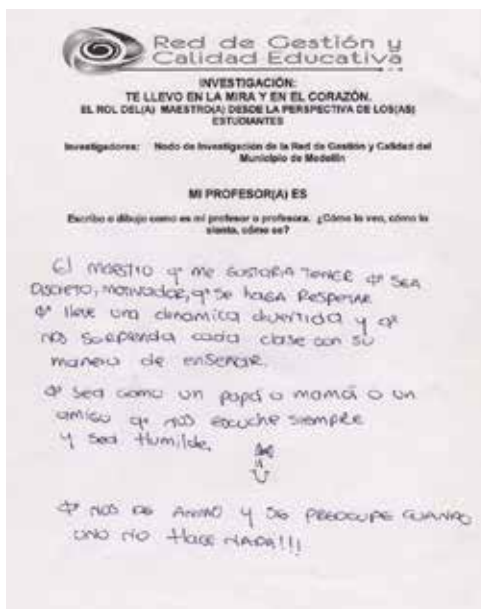 Red de Gestión y
Calidad Educativa
INVESTIGACIÓN:
TE LLEVO EN LA MIRA Y EN EL CORAZÓN.
EL ROL DEL(A) MAESTRO(A) DESDE LA PERSPECTIVA DE LOS(AS)
ESTUDIANTES
Investigadores: Nodo de Investigación de la Red de Gestión y Calidad del
Municipio de Medellín
MI PROFESOR(A) ES
Escribo o dibujo como es mi profesor o profesora. ¿Cómo lo veo, cómo lo
siento, cómo es?
El maestro q' me gustaría tener q' sea
Discreto, motivador, q' se haga respetar
q' lleve una dinamica divertida y q'
nos sorprenda cada clase con su
manera de enseñar.
q' sea como un papá o mamá o un
amigo q' nos escuche siempre
y sea Humilde,
q' nos de animo y se preocupe cuando
uno no Hace nada!!!